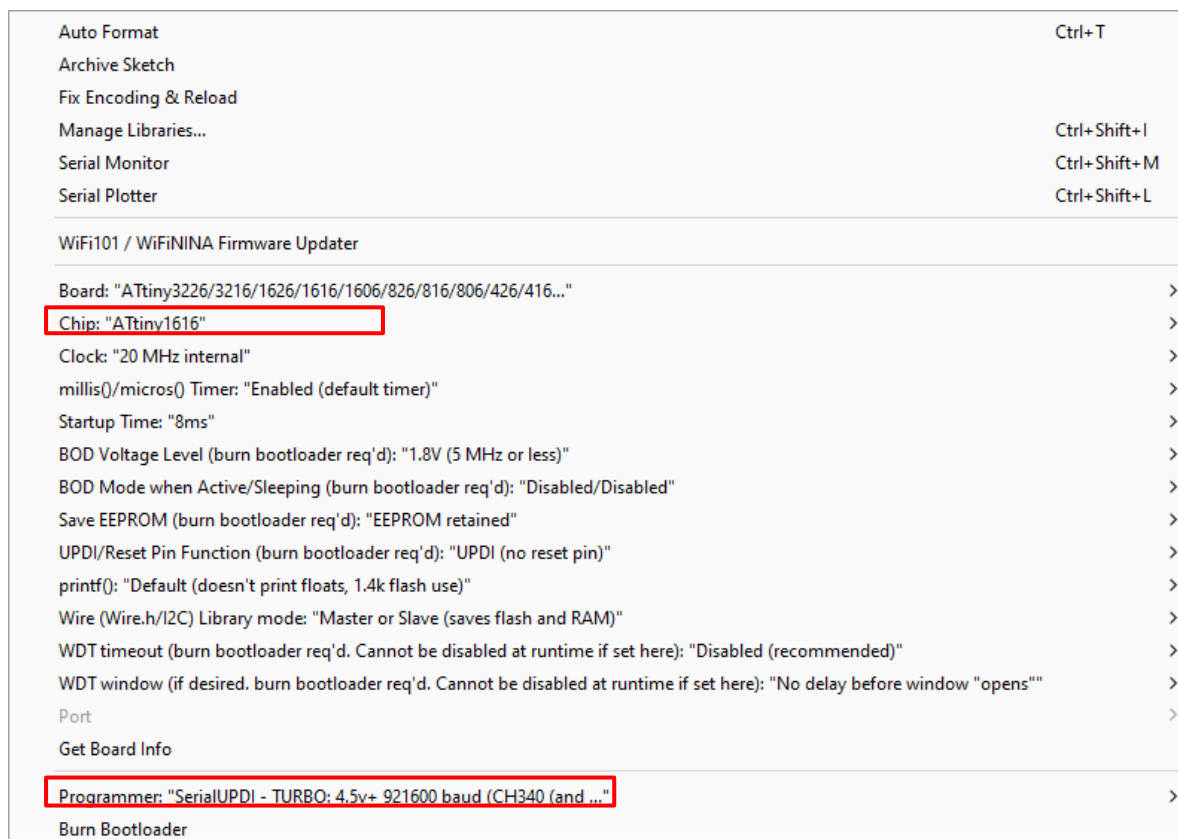 Auto Format Ctrl+T
Archive Sketch
Fix Encoding & Reload
Manage Libraries... Ctrl+Shift+I
Serial Monitor Ctrl+Shift+M
Serial Plotter Ctrl+Shift+L
WiFi101 / WiFiNINA Firmware Updater
Board: "ATtiny3226/3216/1626/1616/1606/826/816/806/426/416..."
Chip: "ATtiny1616"
Clock: "20 MHz internal"
millis()/micros() Timer: "Enabled (default timer)"
Startup Time: "8ms"
BOD Voltage Level (burn bootloader req'd): "1.8V (5 MHz or less)"
BOD Mode when Active/Sleeping (burn bootloader req'd): "Disabled/Disabled"
Save EEPROM (burn bootloader req'd): "EEPROM retained"
UPDI/Reset Pin Function (burn bootloader req'd): "UPDI (no reset pin)"
printf(): "Default (doesn't print floats, 1.4k flash use)"
Wire (Wire.h/I2C) Library mode: "Master or Slave (saves flash and RAM)"
WDT timeout (burn bootloader req'd. Cannot be disabled at runtime if set here): "Disabled (recommended)"
WDT window (if desired. burn bootloader req'd. Cannot be disabled at runtime if set here): "No delay before window "opens""
Port
Get Board Info
Programmer: "SerialUPDI - TURBO: 4.5v+ 921600 baud (CH340 (and ..."
Burn Bootloader